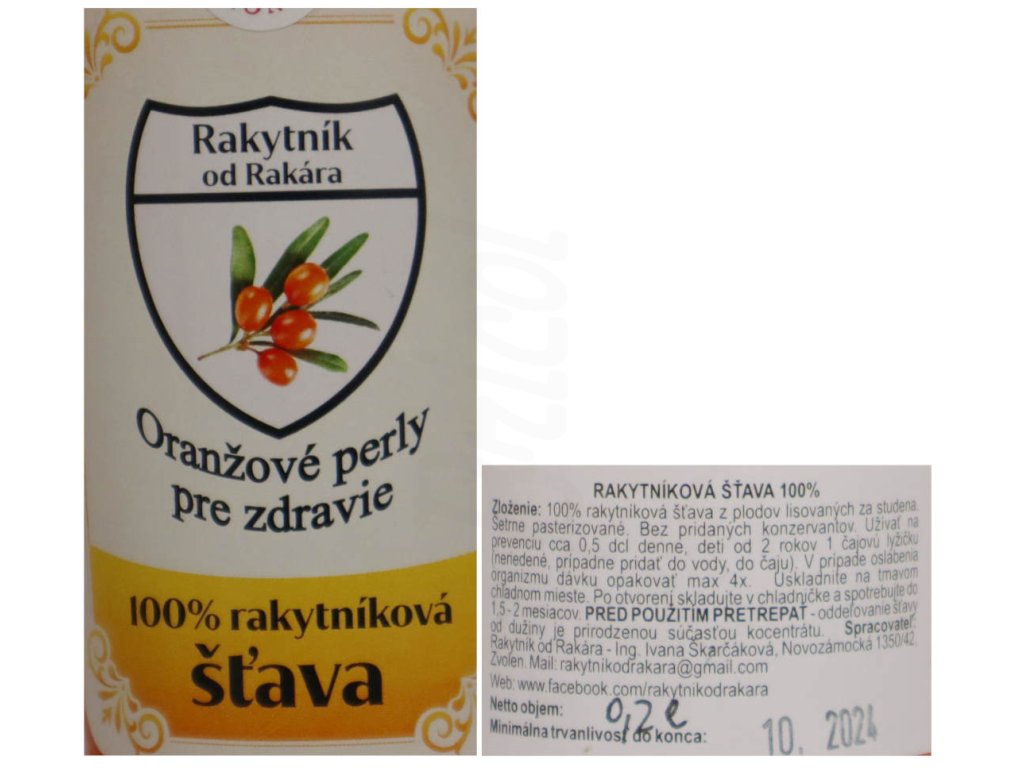 Rakytník
od Rakára
Oranžové perly
pre zdravie
100% rakytníková
šťava
RAKYTNÍKOVÁ ŠŤAVA 100%
Zloženie: 100% rakytníková šťava z plodov lisovaných za studena.
Šetrne pasterizované. Bez pridaných konzervantov. Užívať na
prevenciu cca 0,5 dcl denne, deti od 2 rokov 1 čajovú lyžičku
(neriedené, prípadne pridať do vody, do čaju). V prípade oslabenia
organizmu dávku opakovať max 4x. Uskladnite na tmavom
chladnom mieste. Po otvorení skladujte v chladničke a spotrebujte do
1,5-2 mesiacov. PRED POUŽITÍM PRETREPAŤ - oddeľovanie šťavy
od dužiny je prirodzenou súčasťou kocentrátu. Spracovateľ:
Rakytník od Rakára - Ing. Ivana Škarčáková, Novozámocká 1350/42,
Zvolen. Mail: rakytnikodrakara@gmail.com
Web: www.facebook.com/rakytnikodrakara
Netto objem: 0,2 l
Minimálna trvanlivosť do konca: 10. 2024